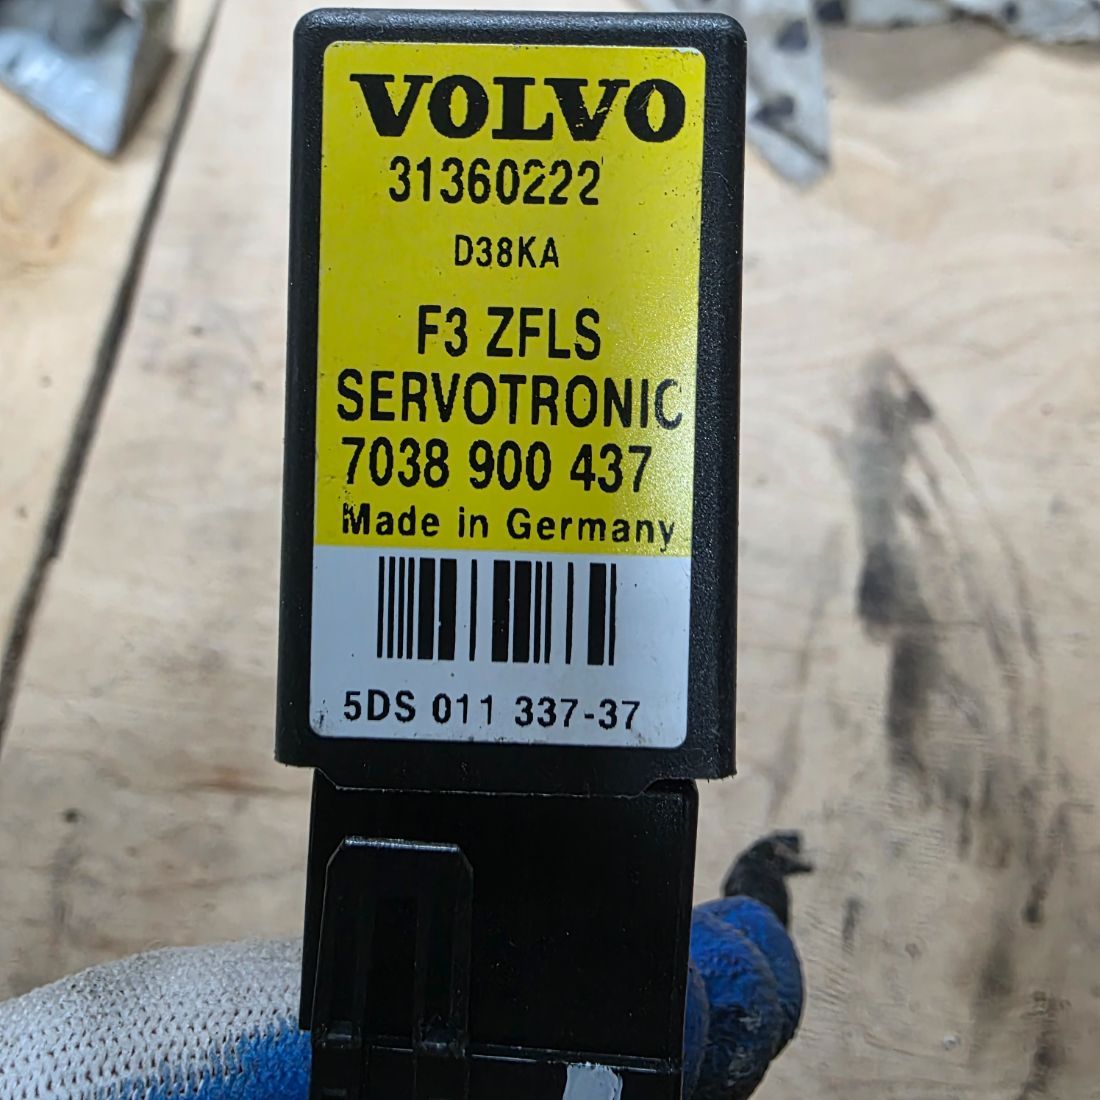 VOLVO
31360222
D38KA
F3 ZFLS
SERVOTRONIC
7038 900 437
Made in Germany
5DS 011 337-37